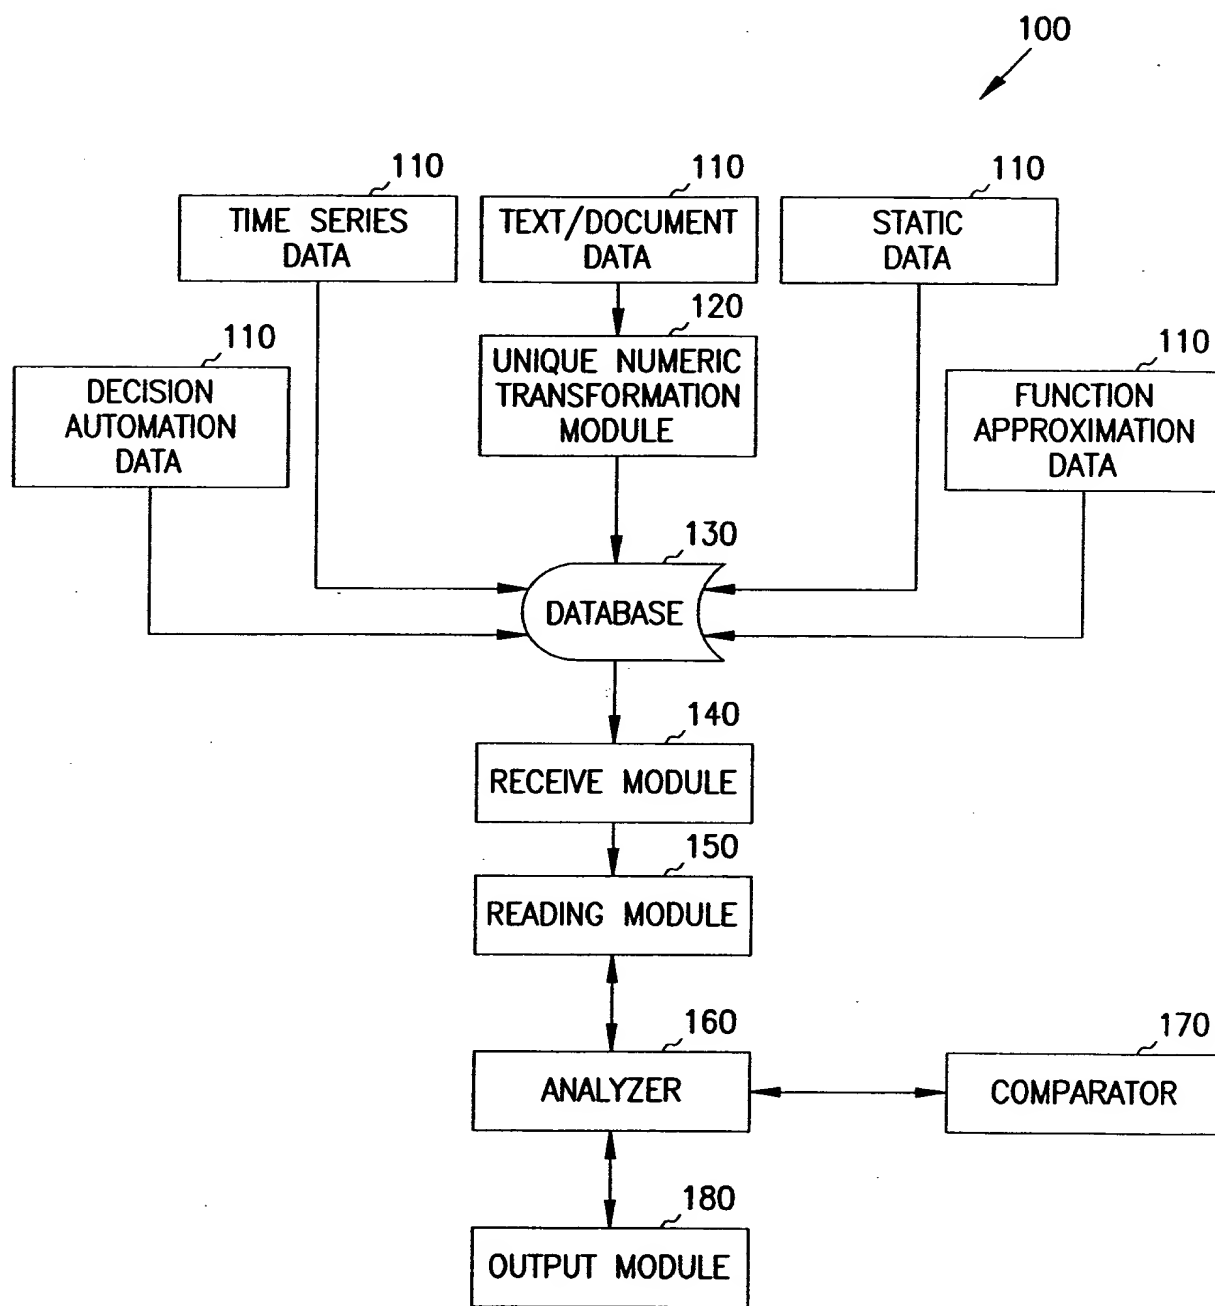 100
110
TIME SERIES
DATA
110
TEXT/DOCUMENT
DATA
110
STATIC
DATA
110
DECISION
AUTOMATION
DATA
120
UNIQUE NUMERIC
TRANSFORMATION
MODULE
110
FUNCTION
APPROXIMATION
DATA
130
DATABASE
140
RECEIVE MODULE
150
READING MODULE
160
ANALYZER
170
COMPARATOR
180
OUTPUT MODULE